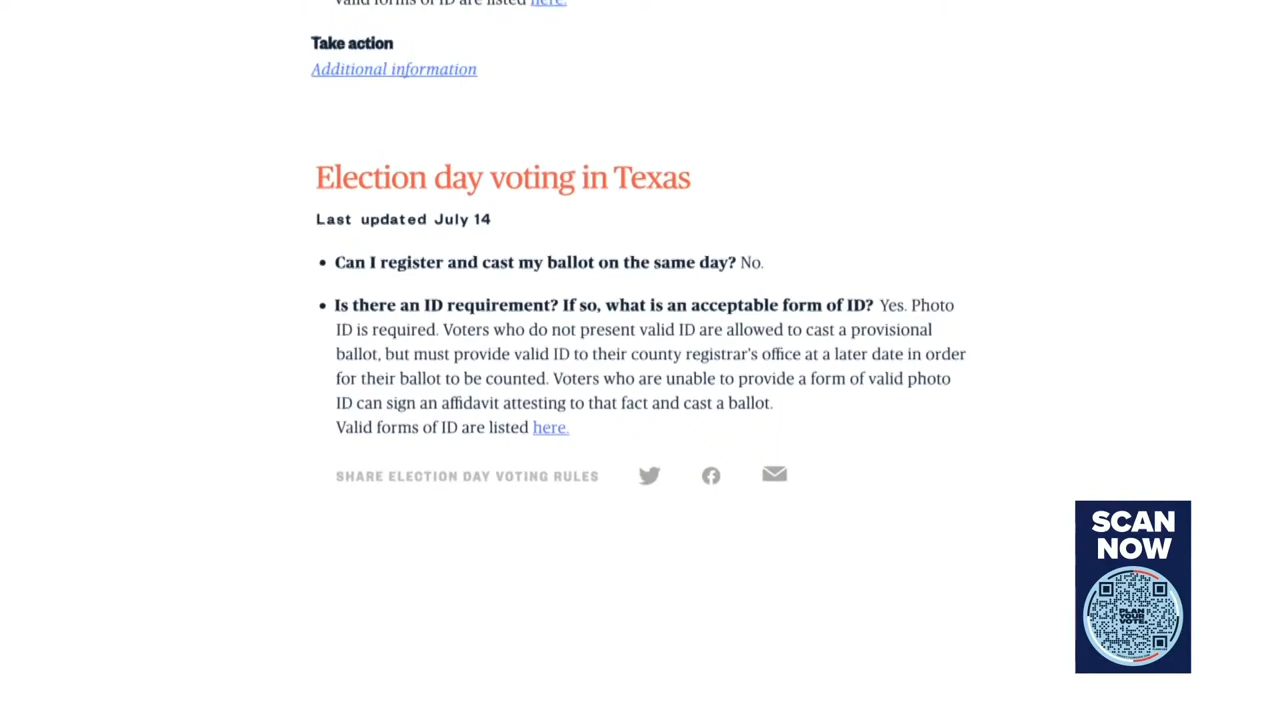 Valid forms of ID are listed here.
Take action
Additional information
Election day voting in Texas
Last updated July 14
• Can I register and cast my ballot on the same day? No.
• Is there an ID requirement? If so, what is an acceptable form of ID? Yes. Photo
ID is required. Voters who do not present valid ID are allowed to cast a provisional
ballot, but must provide valid ID to their county registrar's office at a later date in order
for their ballot to be counted. Voters who are unable to provide a form of valid photo
ID can sign an affidavit attesting to that fact and cast a ballot.
Valid forms of ID are listed here.
SHARE ELECTION DAY VOTING RULES
SCAN
NOW
PLAN
YOUR
VOTE.